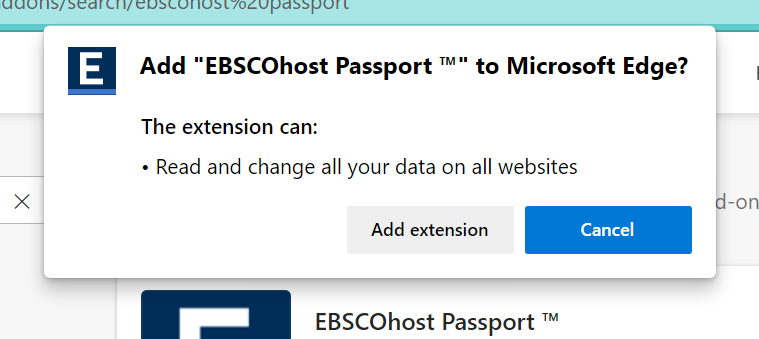 addons/search/ebscohost%20passport
E
Add "EBSCOhost Passport ™" to Microsoft Edge?
The extension can:
• Read and change all your data on all websites
Add extension
Cancel
d-on
E
EBSCOhost Passport ™